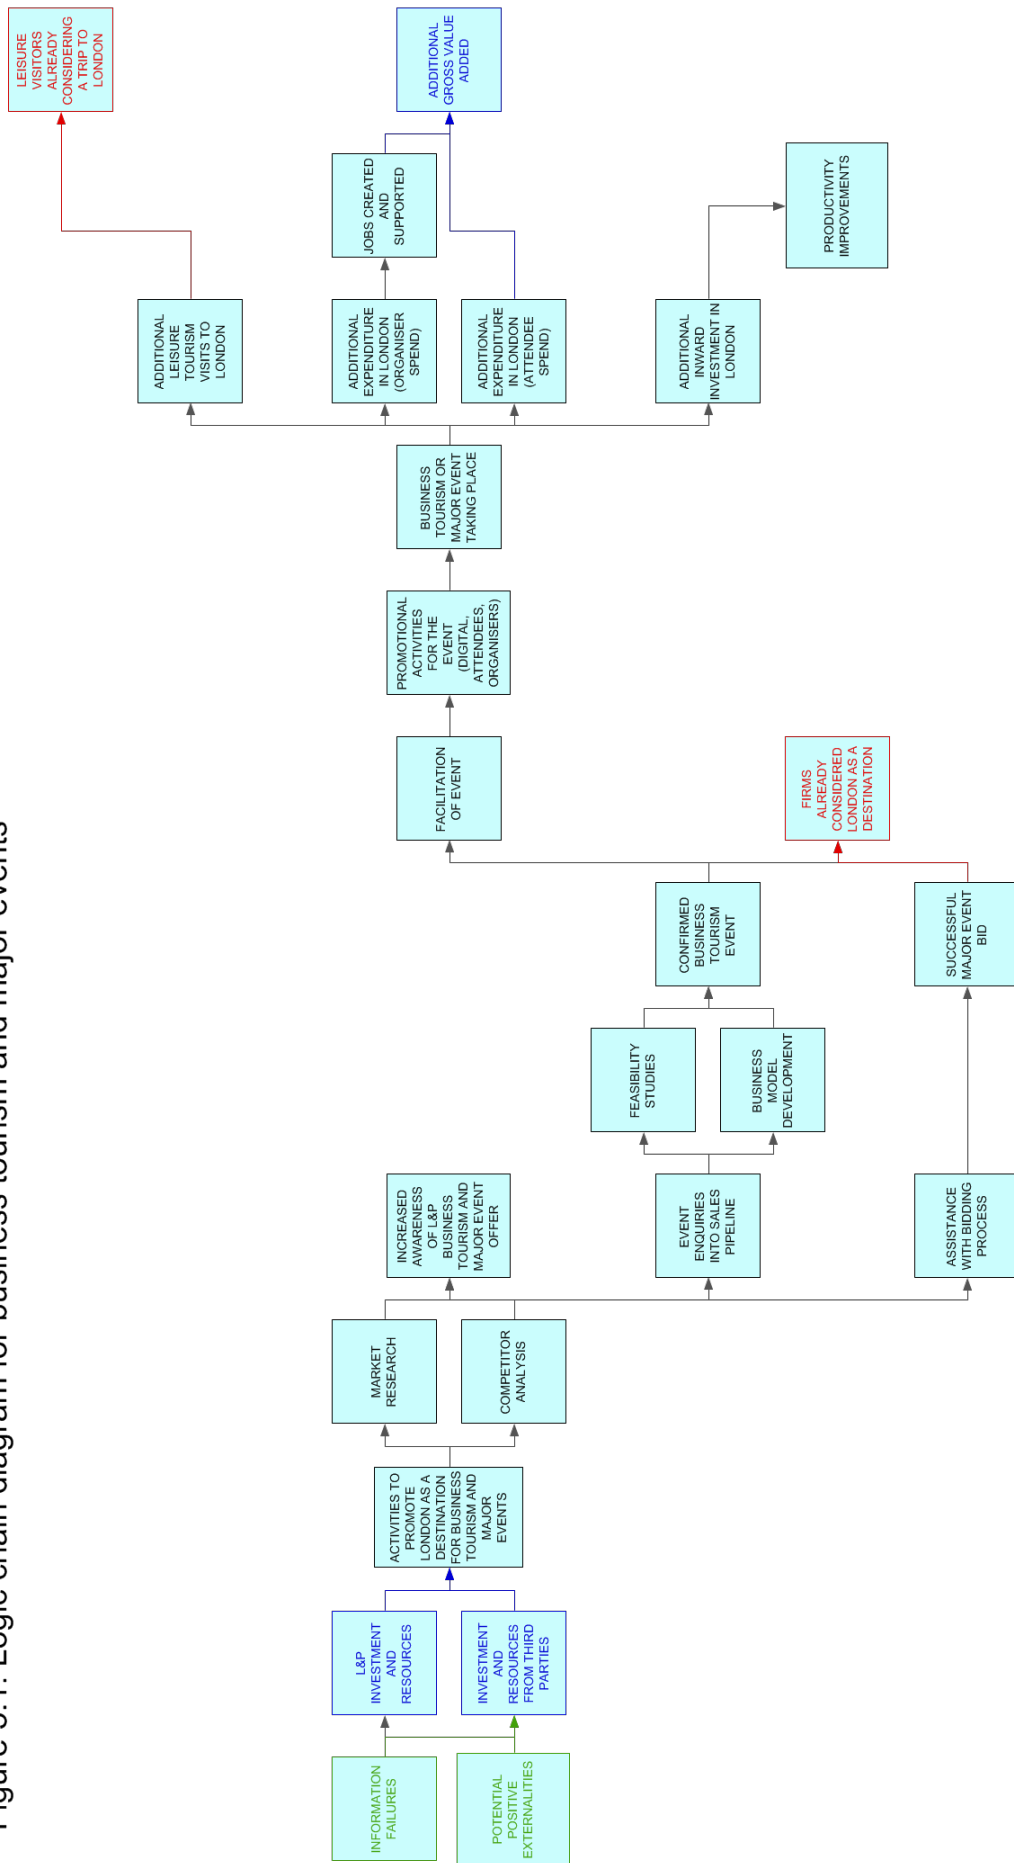 Figure 3.1: Logic chain diagram for business tourism and major events
INFORMATION
FAILURES
POTENTIAL
POSITIVE
EXTERNALITIES
L&P
INVESTMENT
AND
RESOURCES
INVESTMENT
AND
RESOURCES
FROM THIRD
PARTIES
ACTIVITIES TO
PROMOTE
LONDON AS A
DESTINATION
FOR BUSINESS
TOURISM AND
MAJOR
EVENTS
MARKET
RESEARCH
COMPETITOR
ANALYSIS
INCREASED
AWARENESS
OF L&P
BUSINESS
TOURISM AND
MAJOR EVENT
OFFER
EVENT
ENQUIRIES
INTO SALES
PIPELINE
ASSISTANCE
WITH BIDDING
PROCESS
FEASIBILITY
STUDIES
BUSINESS
MODEL
DEVELOPMENT
CONFIRMED
BUSINESS
TOURISM
EVENT
SUCCESSFUL
MAJOR EVENT
BID
FACILITATION
OF EVENT
FIRMS
ALREADY
CONSIDERED
LONDON AS A
DESTINATION
PROMOTIONAL
ACTIVITIES
FOR THE
EVENT
(DIGITAL,
ATTENDEES,
ORGANISERS)
BUSINESS
TOURISM OR
MAJOR EVENT
TAKING PLACE
ADDITIONAL
LEISURE
TOURISM
VISITS TO
LONDON
ADDITIONAL
EXPENDITURE
IN LONDON
(ORGANISER
SPEND)
ADDITIONAL
EXPENDITURE
IN LONDON
(ATTENDEE
SPEND)
ADDITIONAL
INWARD
INVESTMENT IN
LONDON
JOBS CREATED
AND
SUPPORTED
PRODUCTIVITY
IMPROVEMENTS
LEISURE
VISITORS
ALREADY
CONSIDERING
A TRIP TO
LONDON
ADDITIONAL
GROSS VALUE
ADDED